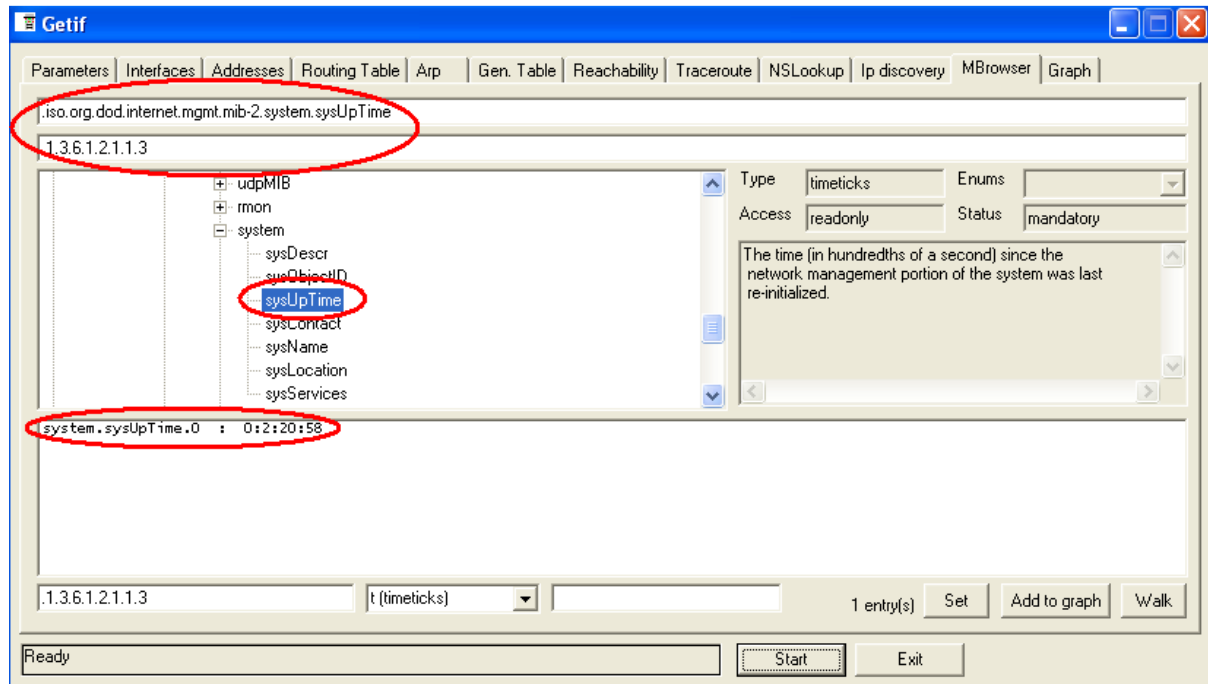 Getif
Parameters Interfaces Addresses Routing Table Arp Gen. Table Reachability Traceroute NSLookup Ip discovery MBrowser Graph
.iso.org.dod.internet.mgmt.mib-2.system.sysUpTime
.1.3.6.1.2.1.1.3
udpMIB
rmon
system
sysDescr
sysObjectID
sysUpTime
sysContact
sysName
sysLocation
sysServices
Type timeticks Enums
Access readonly Status mandatory
The time (in hundredths of a second) since the
network management portion of the system was last
re-initialized.
system.sysUpTime.0 : 0:2:20:58
.1.3.6.1.2.1.1.3 t (timeticks) 1 entry(s) Set Add to graph Walk
Ready Start Exit